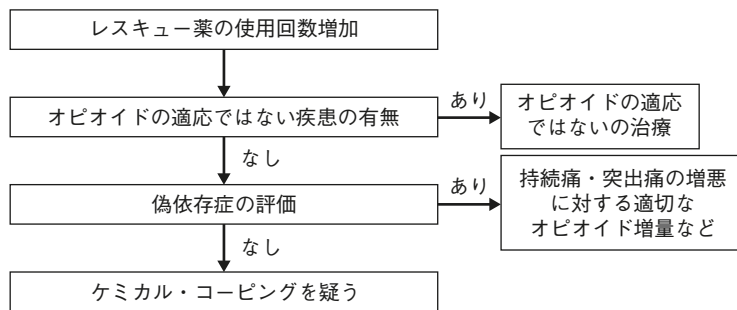 レスキュー薬の使用回数増加
オピオイドの適応ではない疾患の有無
あり
オピオイドの適応
ではないの治療
なし
偽依存症の評価
あり
持続痛・突出痛の増悪
に対する適切な
オピオイド増量など
なし
ケミカル・コーピングを疑う